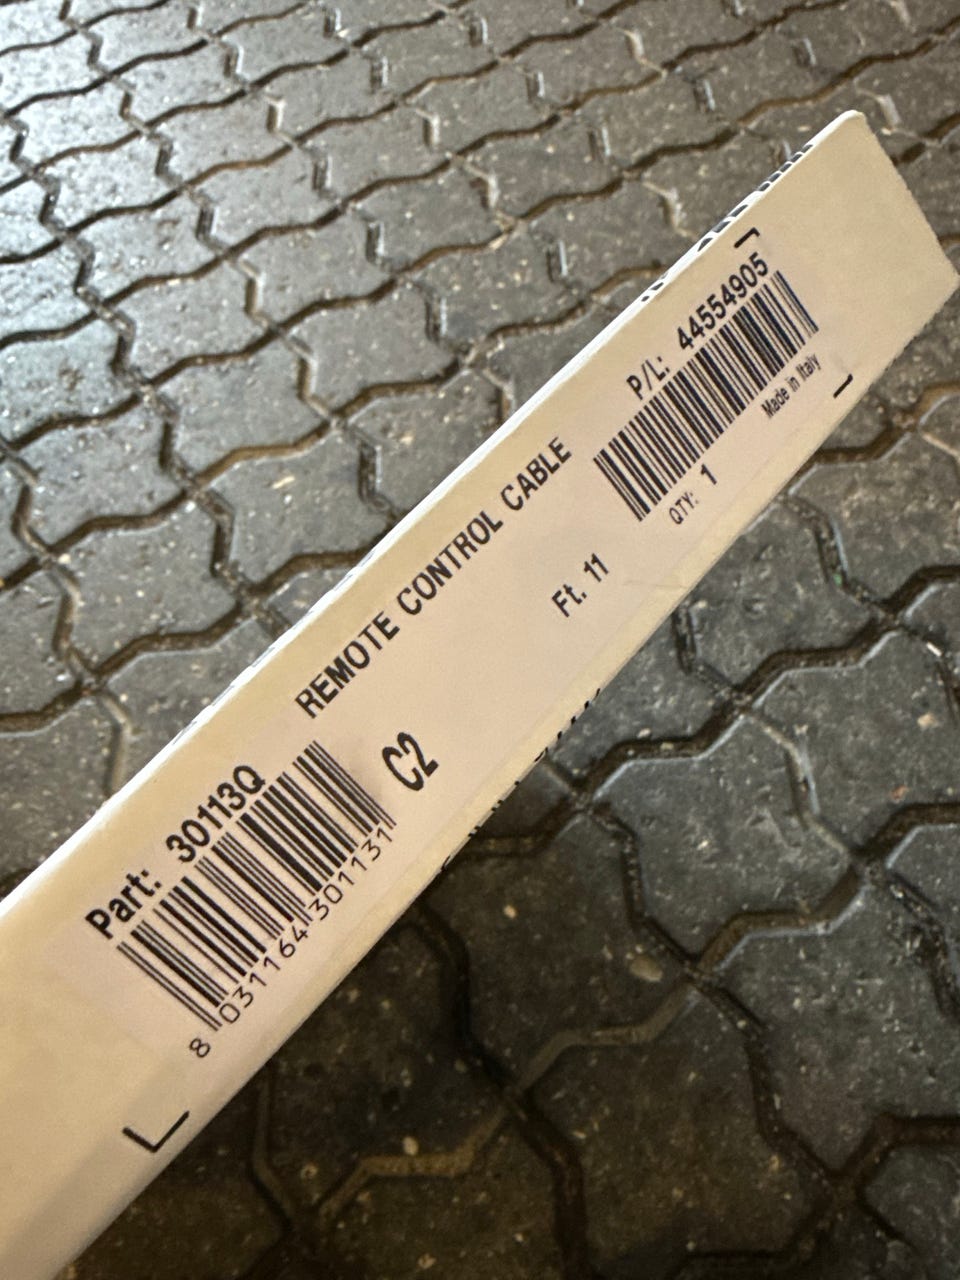 Part: 30113Q
8 031164 301131
REMOTE CONTROL CABLE
C2
Ft. 11
P/L: 44554905
QTY: 1
Made in Italy